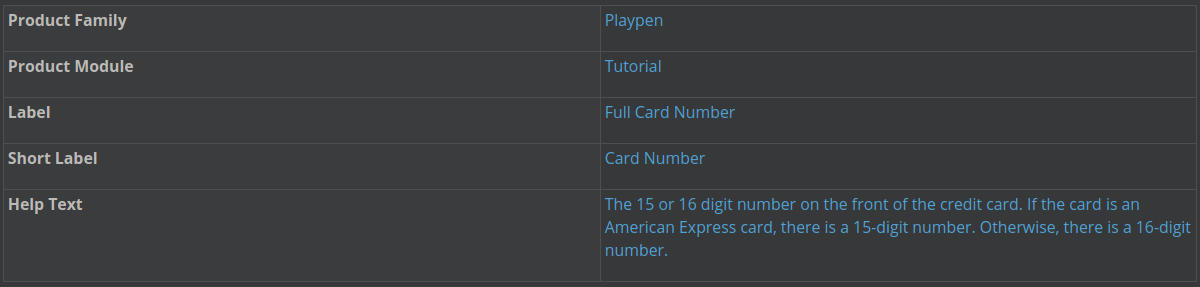 Product Family Playpen
Product Module Tutorial
Label Full Card Number
Short Label Card Number
Help Text The 15 or 16 digit number on the front of the credit card. If the card is an
American Express card, there is a 15-digit number. Otherwise, there is a 16-digit
number.